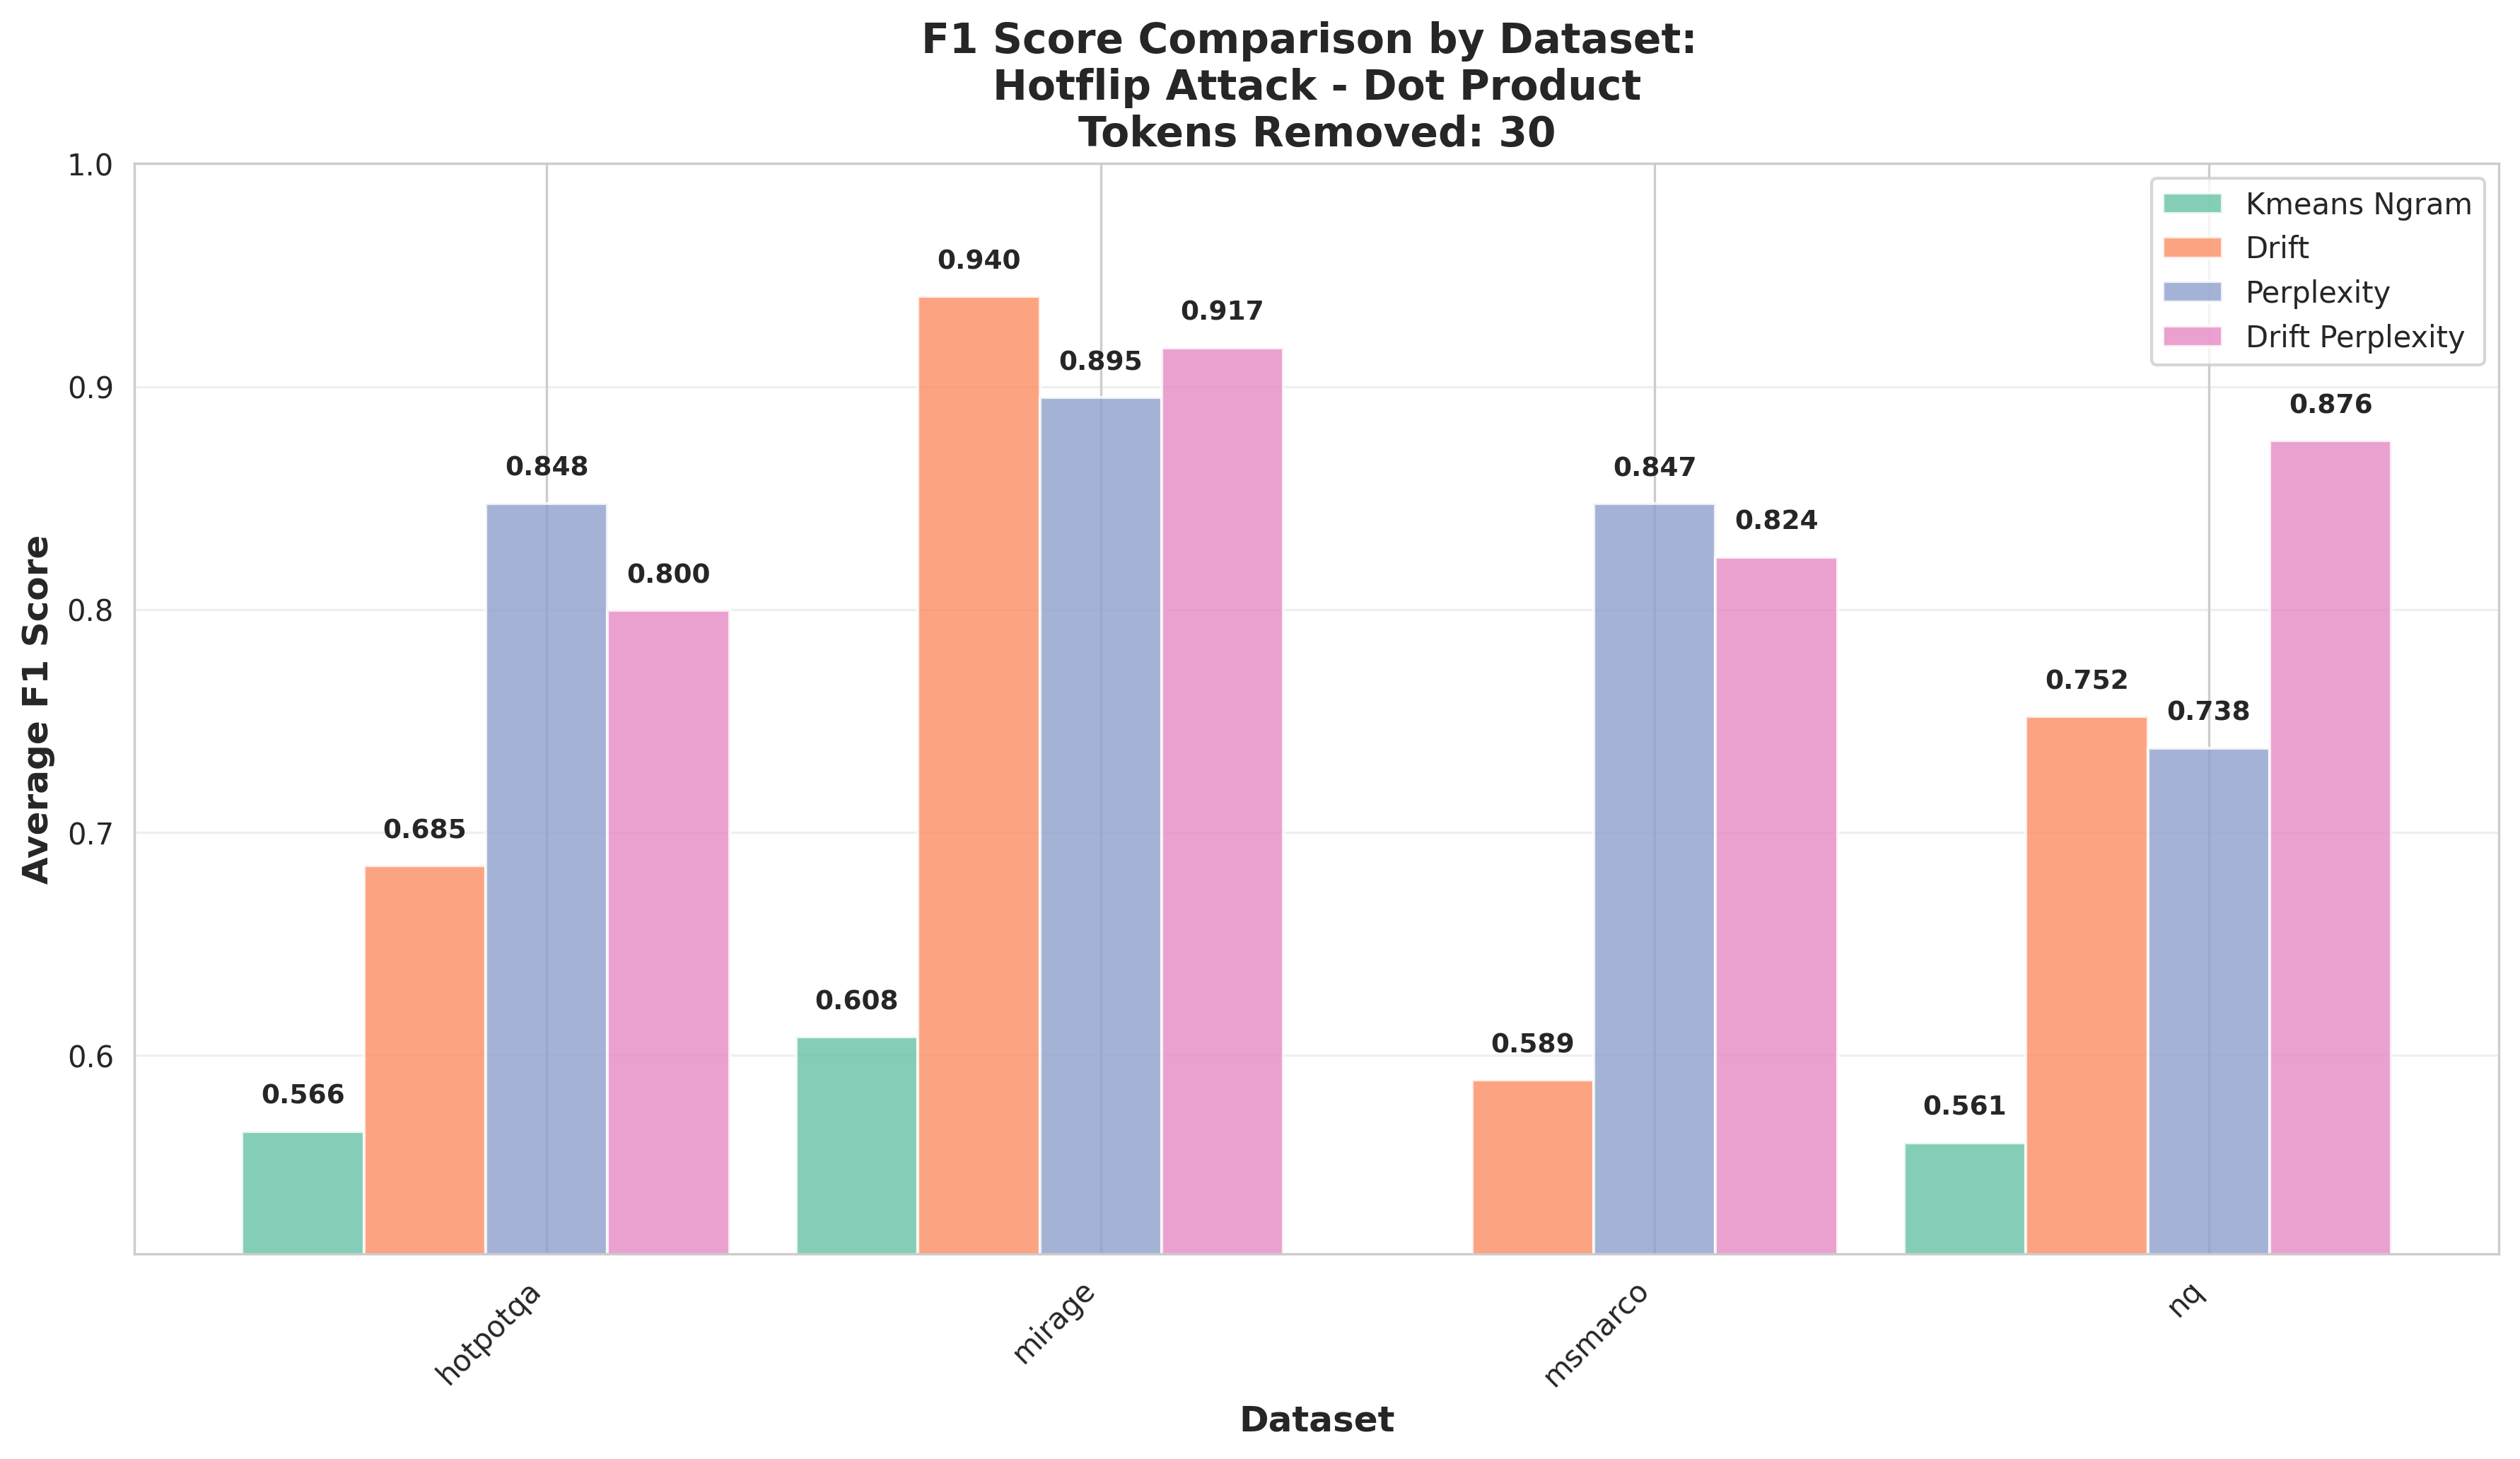 F1 Score Comparison by Dataset:
Hotflip Attack - Dot Product
Tokens Removed: 30
Kmeans Ngram
Drift
Perplexity
Drift Perplexity
Average F1 Score
1.0
0.9
0.8
0.7
0.6
0.566
0.685
0.848
0.800
0.608
0.940
0.895
0.917
0.589
0.847
0.824
0.561
0.752
0.738
0.876
hotpotqa
mirage
msmarco
nq
Dataset